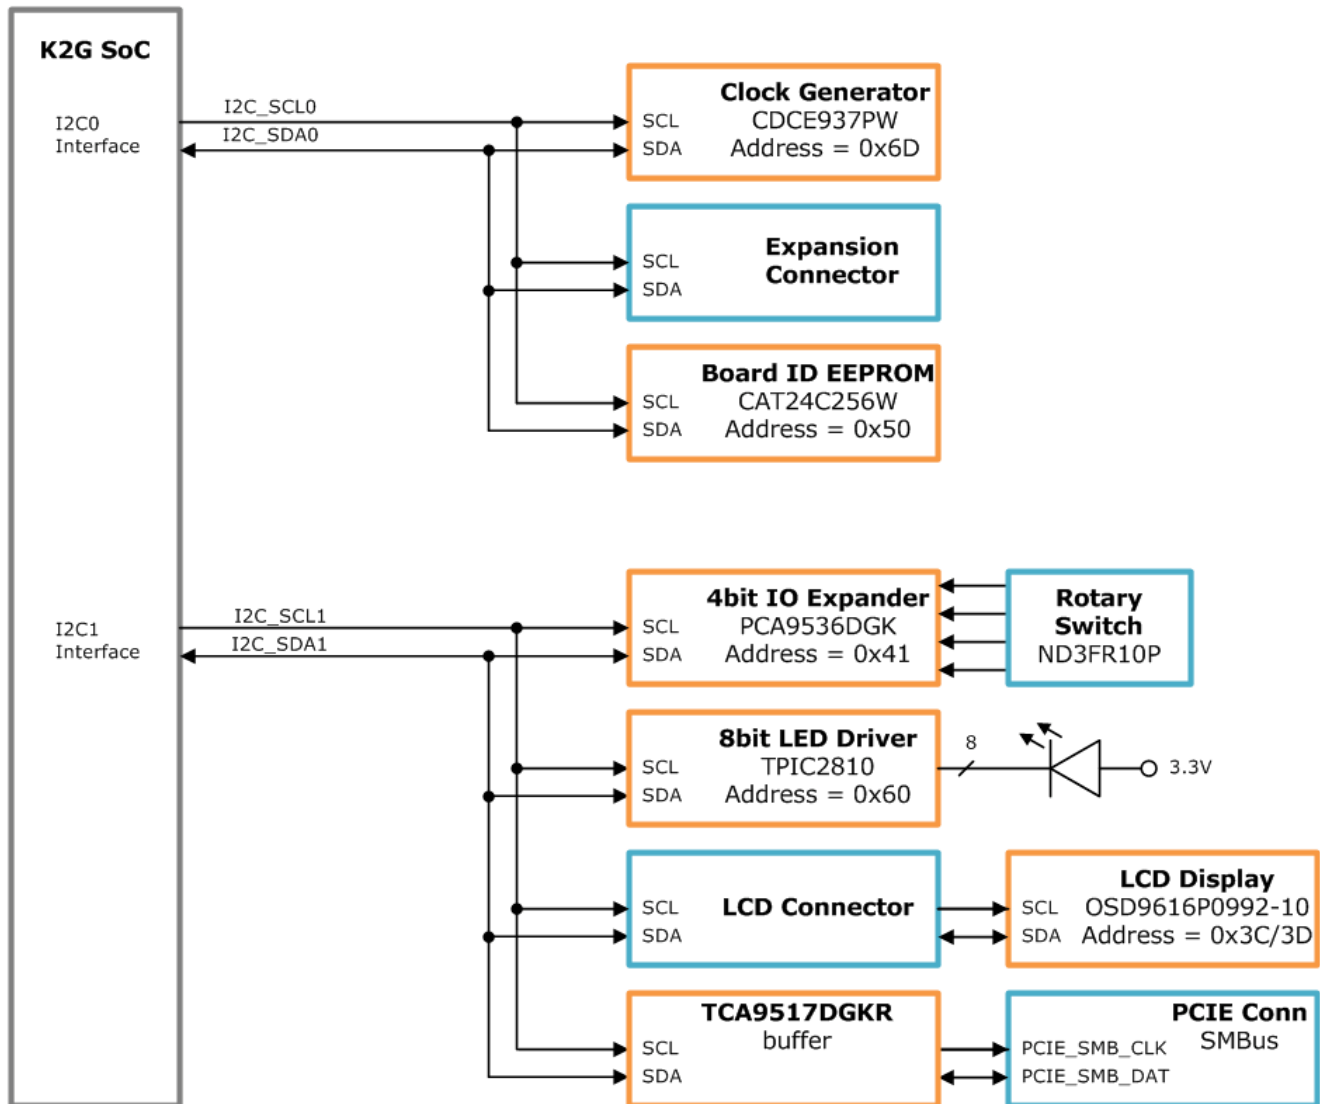 K2G SoC
I2C0
Interface
I2C_SCL0
I2C_SDA0
SCL
SDA
Clock Generator
CDCE937PW
Address = 0x6D
SCL
SDA
Expansion
Connector
SCL
SDA
Board ID EEPROM
CAT24C256W
Address = 0x50
I2C1
Interface
I2C_SCL1
I2C_SDA1
SCL
SDA
4bit IO Expander
PCA9536DGK
Address = 0x41
Rotary
Switch
ND3FR10P
SCL
SDA
8bit LED Driver
TPIC2810
Address = 0x60
8
3.3V
SCL
SDA
LCD Connector
SCL
SDA
LCD Display
OSD9616P0992-10
Address = 0x3C/3D
SCL
SDA
TCA9517DGKR
buffer
PCIE_SMB_CLK
PCIE_SMB_DAT
PCIE Conn
SMBus